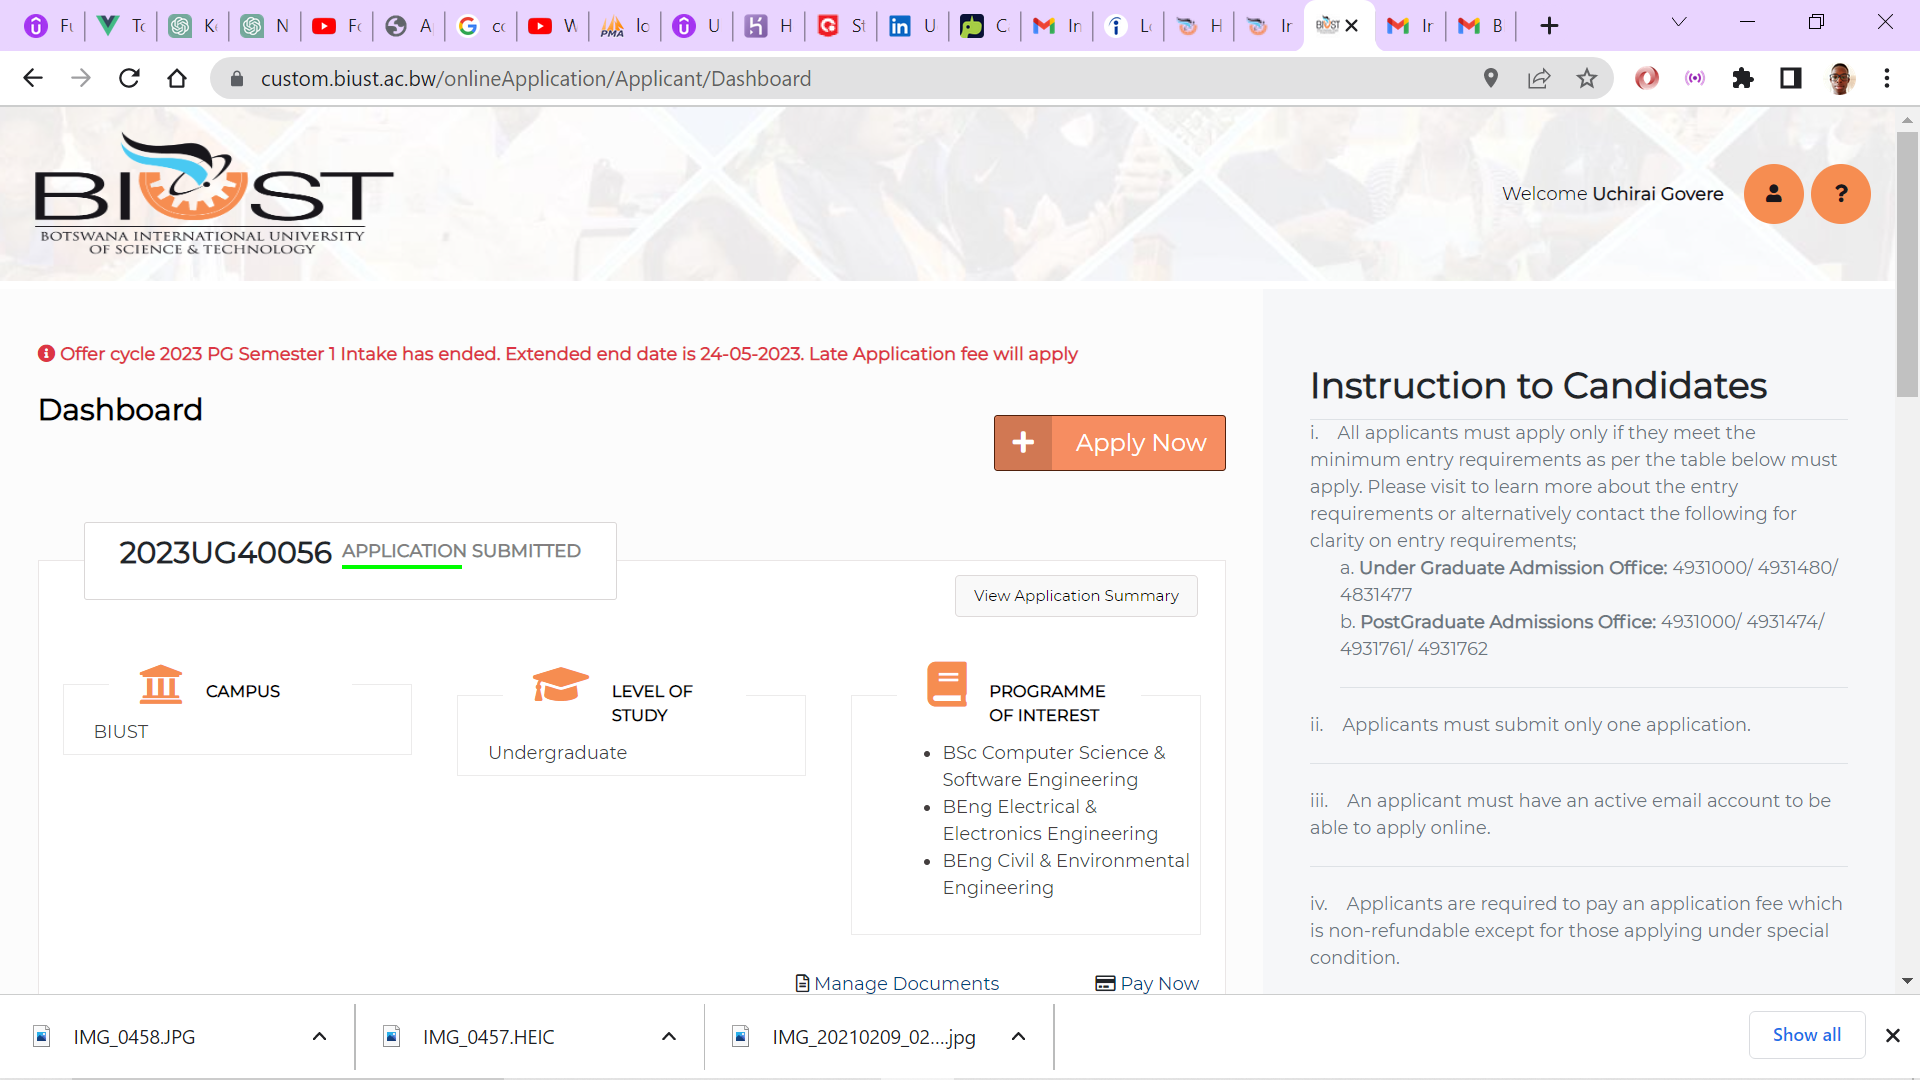 Fu
To
Ke
N
Fo
A
co
W
lo
U
H
St
U
C
In
Lo
H
In
Ir
B
custom.biust.ac.bw/onlineApplication/Applicant/Dashboard
BIUST
BOTSWANA INTERNATIONAL UNIVERSITY
OF SCIENCE & TECHNOLOGY
Welcome Uchirai Govere
?
Offer cycle 2023 PG Semester 1 Intake has ended. Extended end date is 24-05-2023. Late Application fee will apply
Dashboard
+ Apply Now
2023UG40056 APPLICATION SUBMITTED
View Application Summary
CAMPUS
BIUST
LEVEL OF
STUDY
Undergraduate
PROGRAMME
OF INTEREST
• BSc Computer Science &
Software Engineering
• BEng Electrical &
Electronics Engineering
• BEng Civil & Environmental
Engineering
Manage Documents
Pay Now
Instruction to Candidates
i. All applicants must apply only if they meet the
minimum entry requirements as per the table below must
apply. Please visit to learn more about the entry
requirements or alternatively contact the following for
clarity on entry requirements;
a. Under Graduate Admission Office: 4931000/ 4931480/
4831477
b. PostGraduate Admissions Office: 4931000/ 4931474/
4931761/ 4931762
ii. Applicants must submit only one application.
iii. An applicant must have an active email account to be
able to apply online.
iv. Applicants are required to pay an application fee which
is non-refundable except for those applying under special
condition.
IMG_0458.JPG
IMG_0457.HEIC
IMG_20210209_02....jpg
Show all